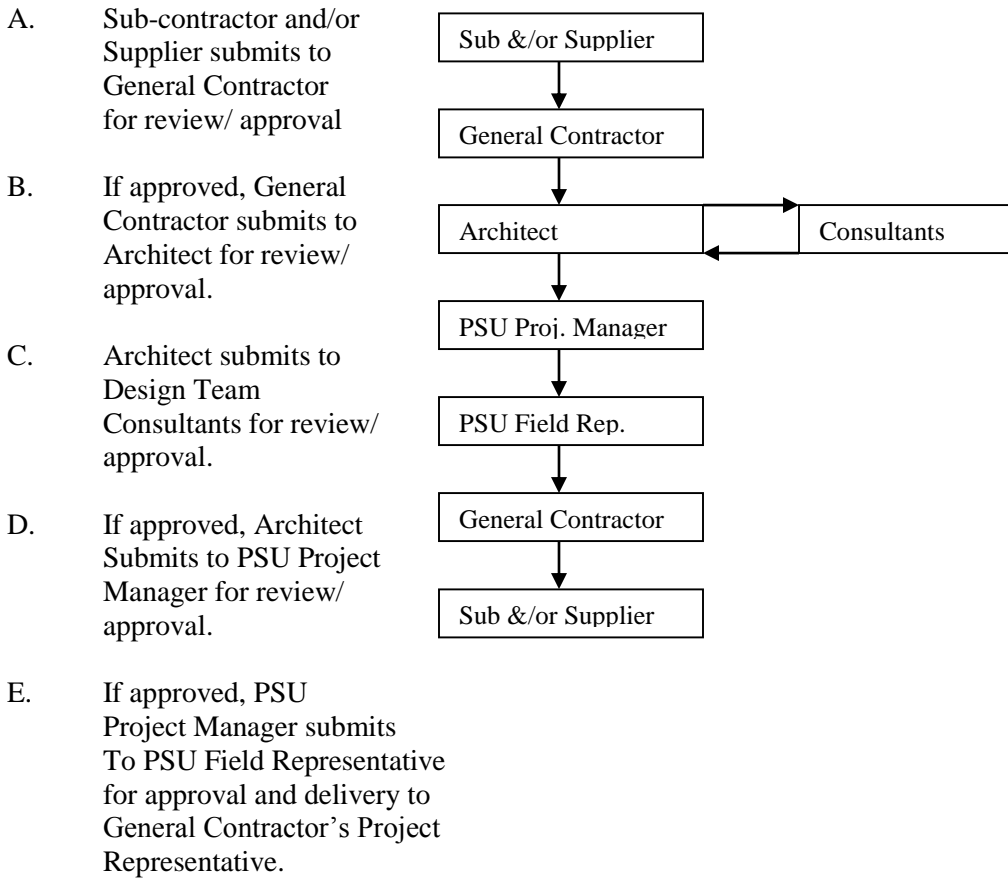 A. Sub-contractor and/or
Supplier submits to
General Contractor
for review/ approval
B. If approved, General
Contractor submits to
Architect for review/
approval.
C. Architect submits to
Design Team
Consultants for review/
approval.
D. If approved, Architect
Submits to PSU Project
Manager for review/
approval.
E. If approved, PSU
Project Manager submits
To PSU Field Representative
for approval and delivery to
General Contractor’s Project
Representative.
Sub &/or Supplier
General Contractor
Architect
Consultants
PSU Proj. Manager
PSU Field Rep.
General Contractor
Sub &/or Supplier